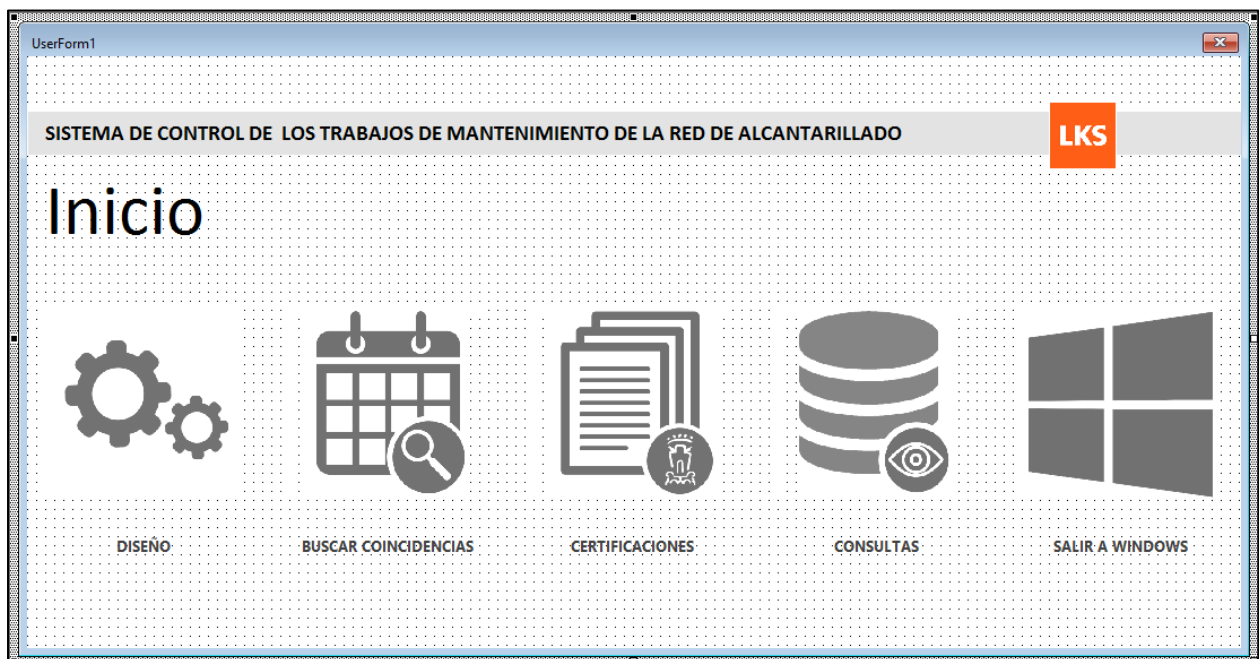 UserForm1
SISTEMA DE CONTROL DE LOS TRABAJOS DE MANTENIMIENTO DE LA RED DE ALCANTARILLADO
LKS
Inicio
DISEÑO
BUSCAR COINCIDENCIAS
CERTIFICACIONES
CONSULTAS
SALIR A WINDOWS